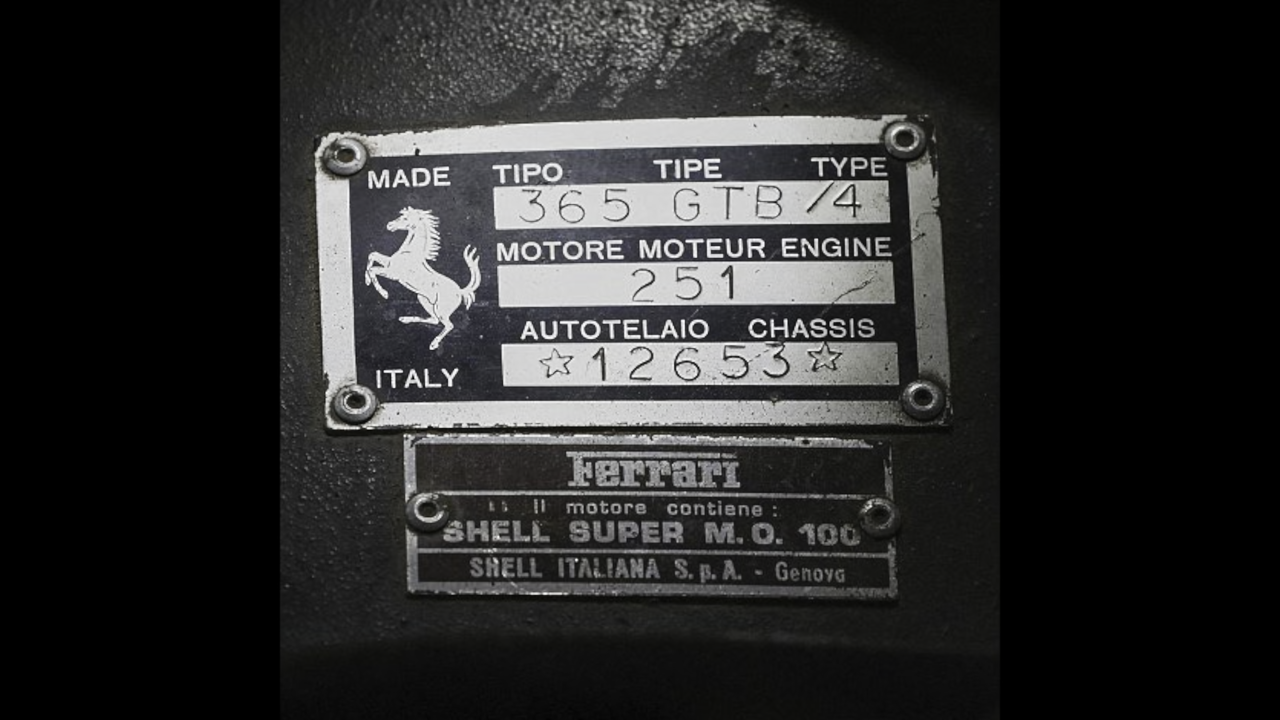 MADE TIPO TIPE TYPE
365 GTB/4
MOTORE MOTEUR ENGINE
251
AUTOTELAIO CHASSIS
☆12653☆
ITALY
Ferrari
Il motore contiene:
SHELL SUPER M.O. 100
SHELL ITALIANA S.p.A. - Genova